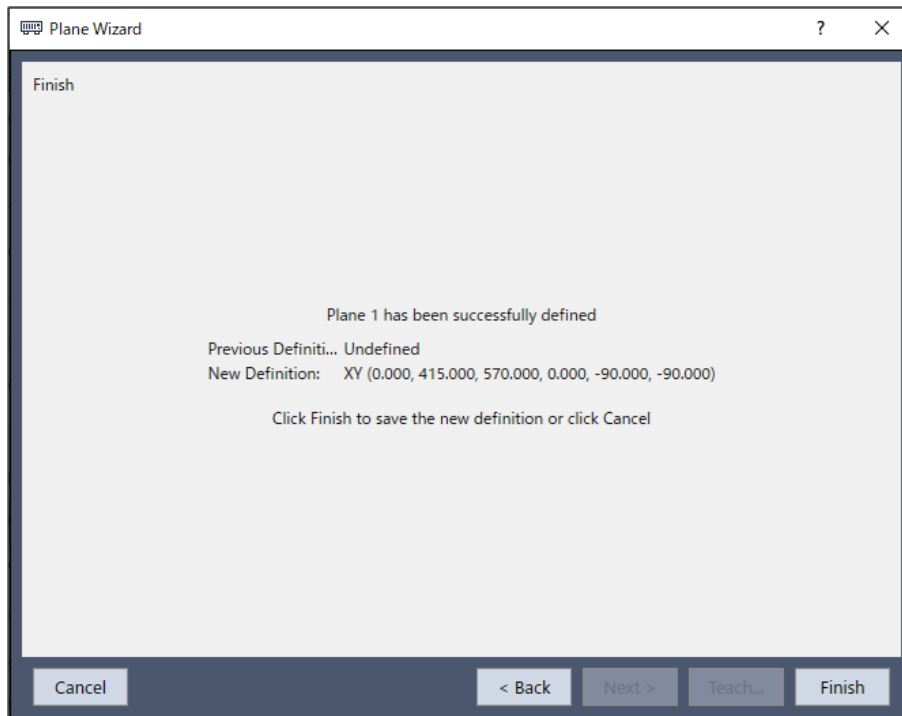 Plane Wizard
?
Finish
Plane 1 has been successfully defined
Previous Definiti... Undefined
New Definition: XY (0.000, 415.000, 570.000, 0.000, -90.000, -90.000)
Click Finish to save the new definition or click Cancel
Cancel
< Back
Next >
Teach...
Finish